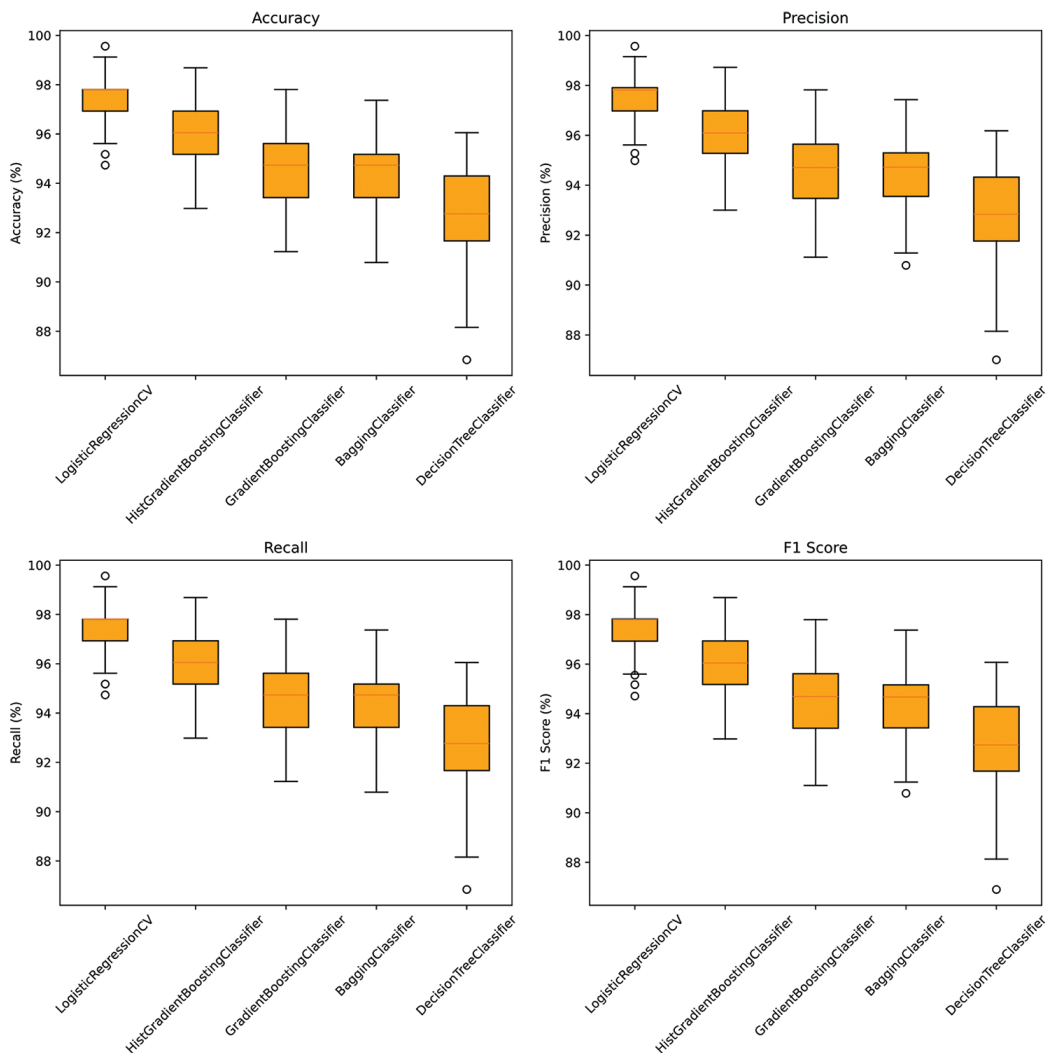 Accuracy
Accuracy (%)
100
98
96
94
92
90
88
LogisticRegressionCV
HistGradientBoostingClassifier
GradientBoostingClassifier
BaggingClassifier
DecisionTreeClassifier
Precision
Precision (%)
100
98
96
94
92
90
88
LogisticRegressionCV
HistGradientBoostingClassifier
GradientBoostingClassifier
BaggingClassifier
DecisionTreeClassifier
Recall
Recall (%)
100
98
96
94
92
90
88
LogisticRegressionCV
HistGradientBoostingClassifier
GradientBoostingClassifier
BaggingClassifier
DecisionTreeClassifier
F1 Score
F1 Score (%)
100
98
96
94
92
90
88
LogisticRegressionCV
HistGradientBoostingClassifier
GradientBoostingClassifier
BaggingClassifier
DecisionTreeClassifier